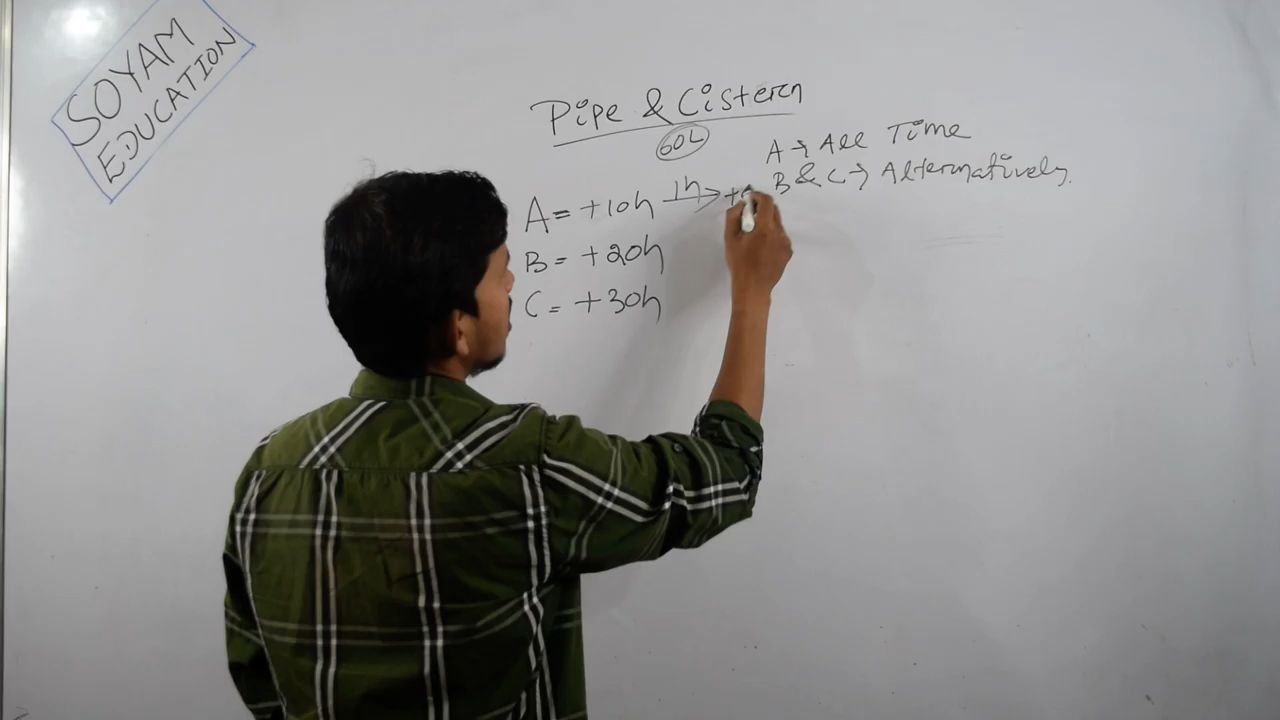 SOYAM
EDUCATION
Pipe & Cistern
60L
A → All Time
B & C → Alternatively.
A = +10h 1h → +
B = +20h
C = +30h